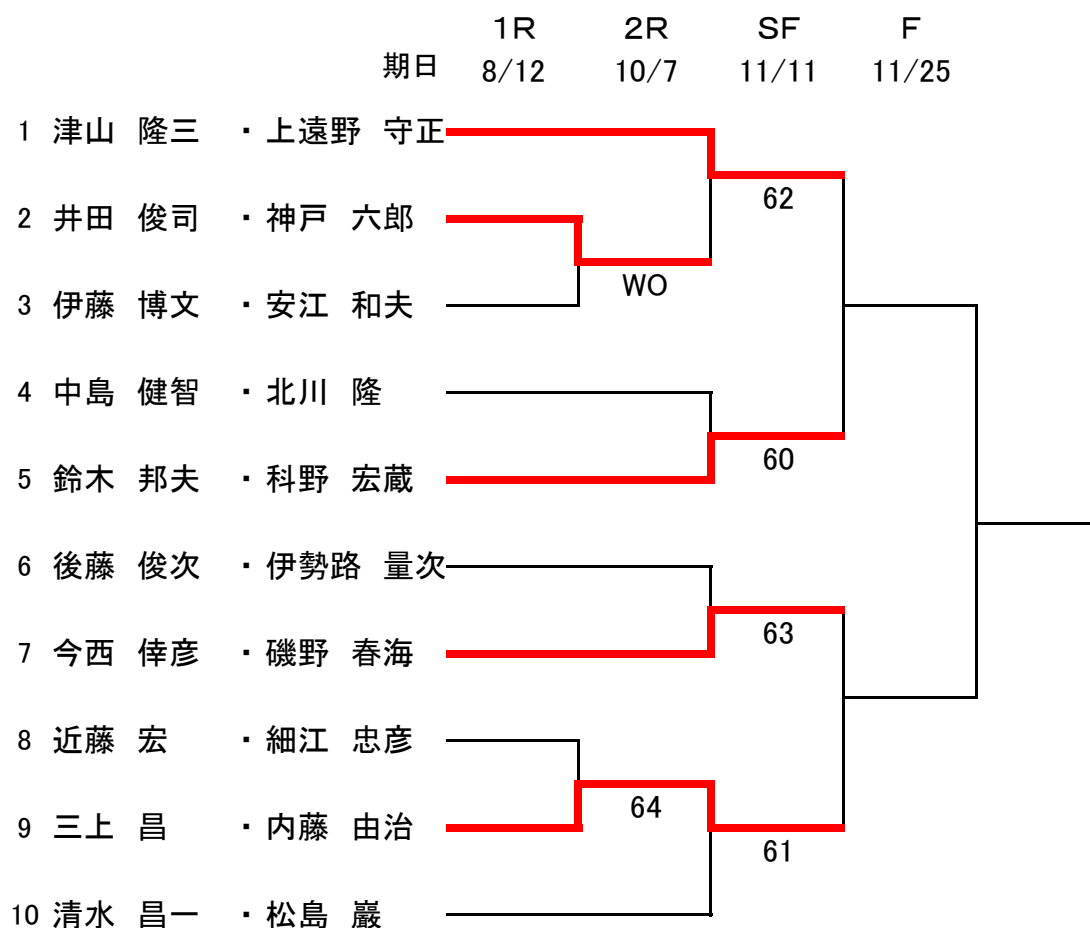 1R 2R SF F
期日 8/12 10/7 11/11 11/25
1 津山 隆三 ・上遠野 守正
62
2 井田 俊司 ・神戸 六郎
WO
3 伊藤 博文 ・安江 和夫
4 中島 健智 ・北川 隆
60
5 鈴木 邦夫 ・科野 宏蔵
6 後藤 俊次 ・伊勢路 量次
63
7 今西 倖彦 ・磯野 春海
8 近藤 宏 ・細江 忠彦
64
9 三上 昌 ・内藤 由治
61
10 清水 昌一 ・松島 巖